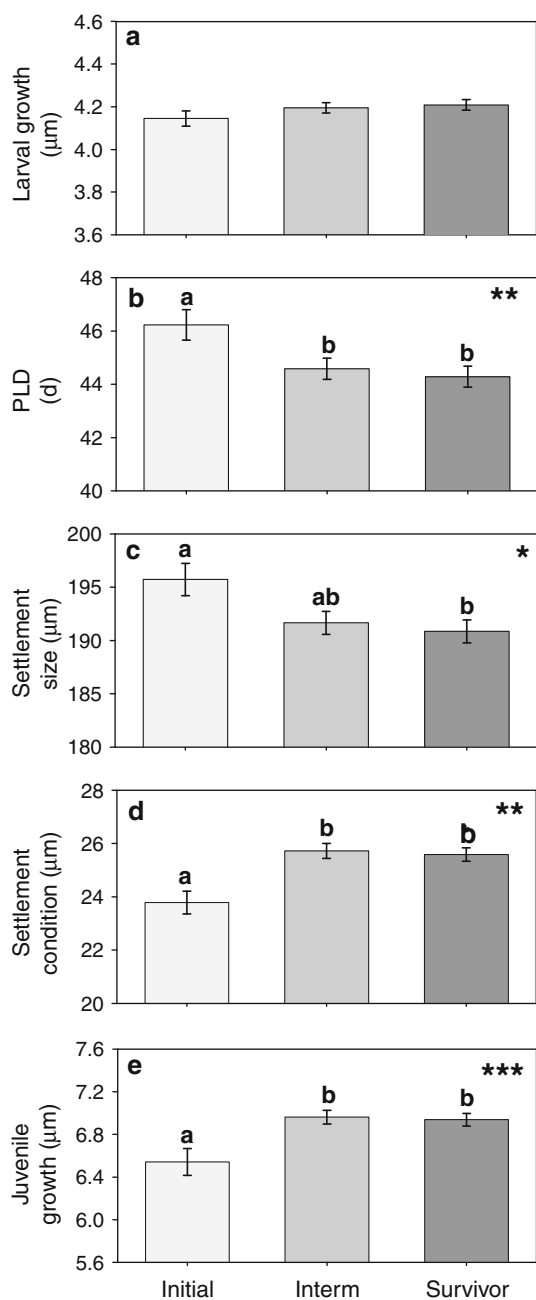 a
Larval growth
(μm)
4.6
4.4
4.2
4.0
3.8
3.6
b
**
PLD
(d)
48
46
44
42
40
a
b
b
c
*
Settlement
size (μm)
200
195
190
185
180
a
ab
b
d
**
Settlement
condition (μm)
28
26
24
22
20
a
b
b
e
***
Juvenile
growth (μm)
7.6
7.2
6.8
6.4
6.0
5.6
a
b
b
Initial
Interm
Survivor